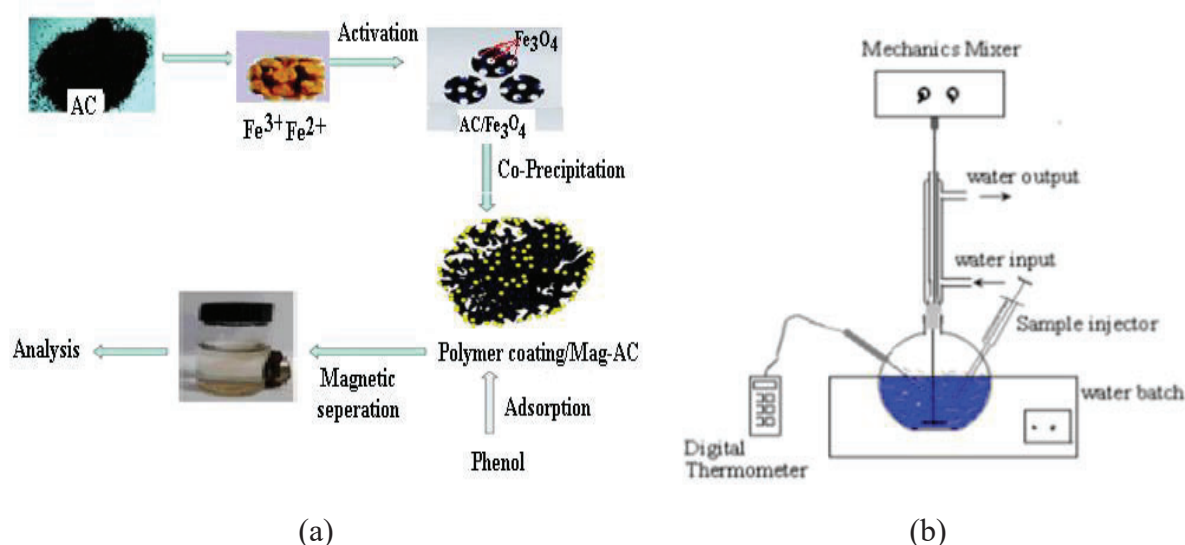 AC
Fe3+Fe2+
Activation
Fe3O4
AC/Fe3O4
Co-Precipitation
Polymer coating/Mag-AC
Magnetic
seperation
Analysis
Adsorption
Phenol
(a)
Mechanics Mixer
water output
water input
Sample injector
water batch
Digital
Thermometer
(b)